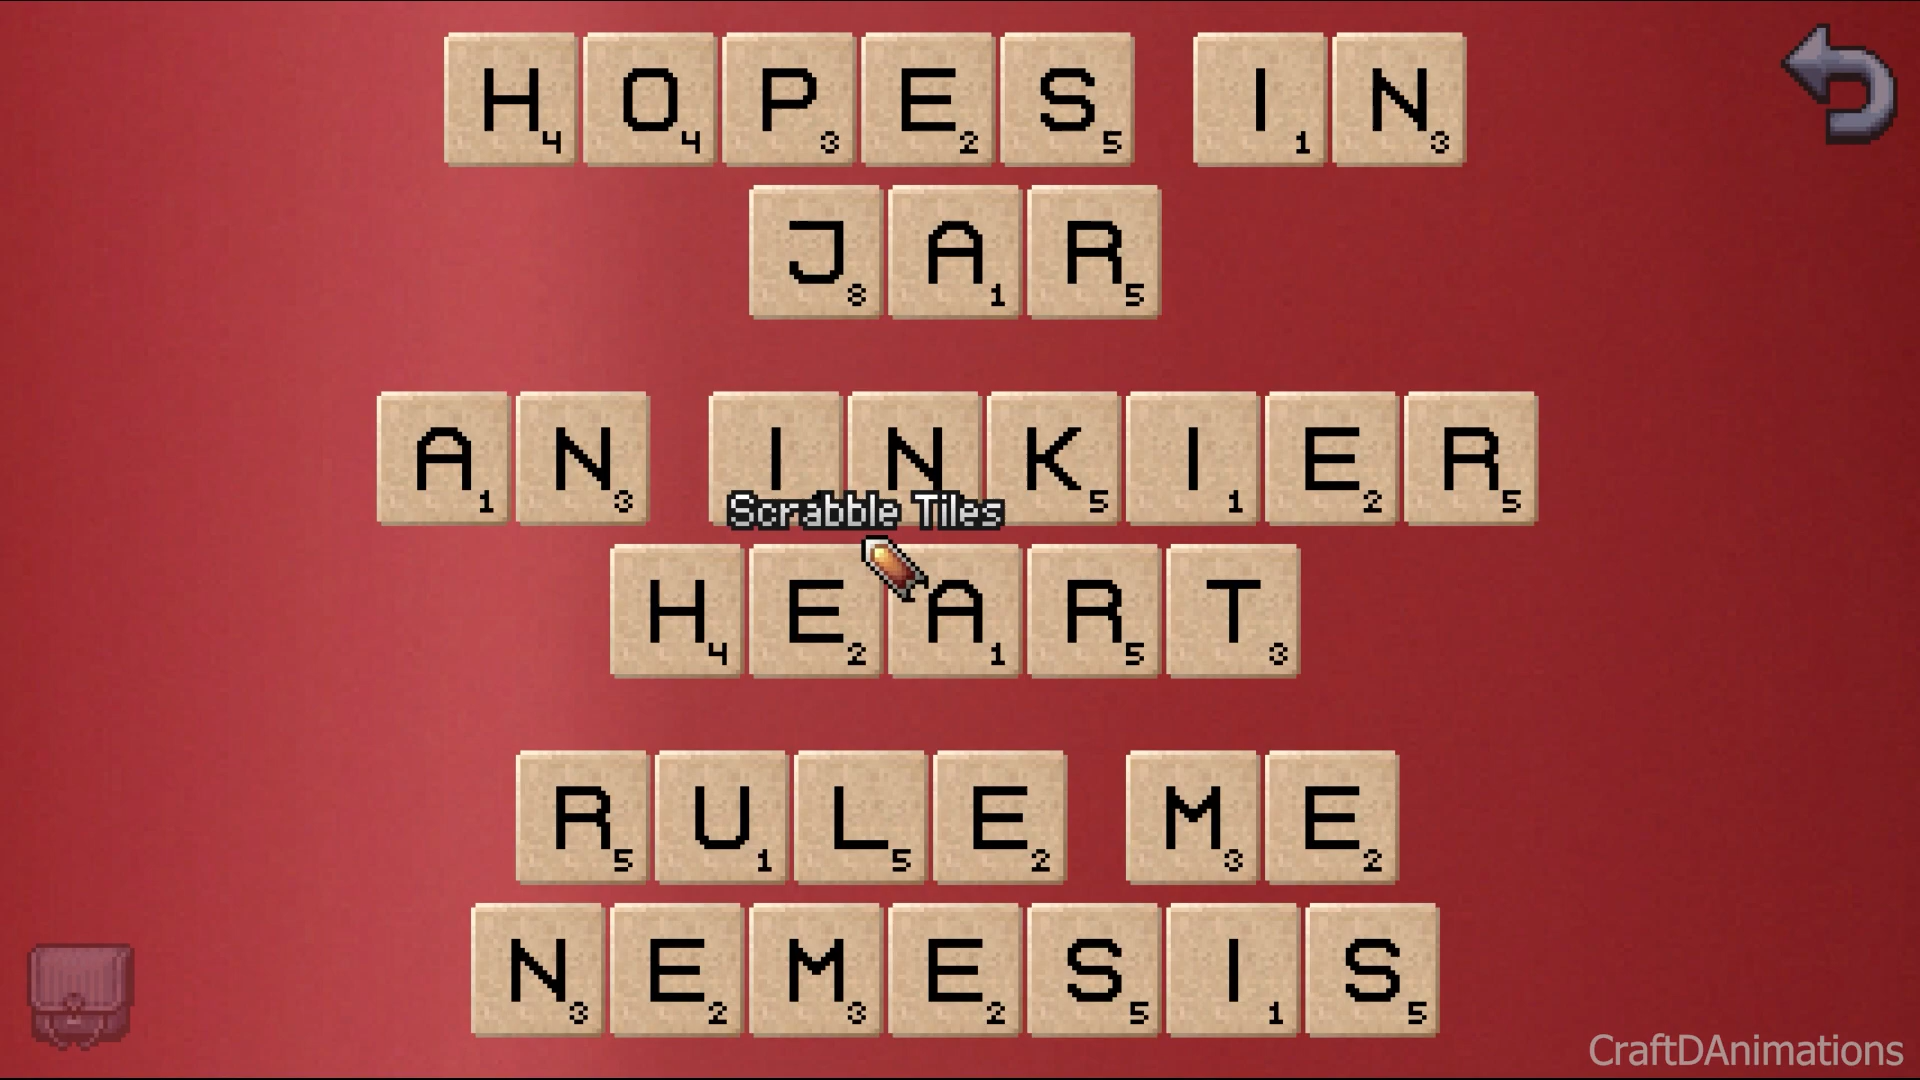 HOPES IN
JAR
AN INKIER
Scrabble Tiles
HEART
RULE ME
NEMESIS
CraftDAnimations